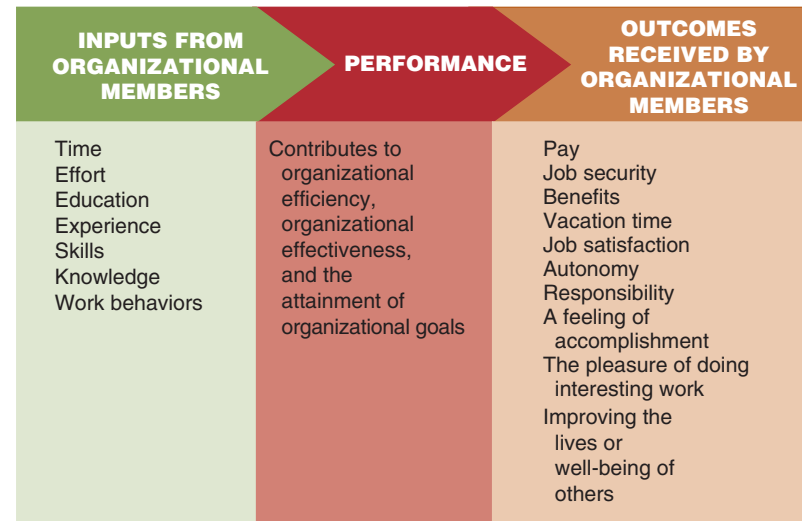 INPUTS FROM
ORGANIZATIONAL
MEMBERS
Time
Effort
Education
Experience
Skills
Knowledge
Work behaviors
PERFORMANCE
Contributes to
organizational
efficiency,
organizational
effectiveness,
and the
attainment of
organizational goals
OUTCOMES
RECEIVED BY
ORGANIZATIONAL
MEMBERS
Pay
Job security
Benefits
Vacation time
Job satisfaction
Autonomy
Responsibility
A feeling of
accomplishment
The pleasure of doing
interesting work
Improving the
lives or
well-being of
others